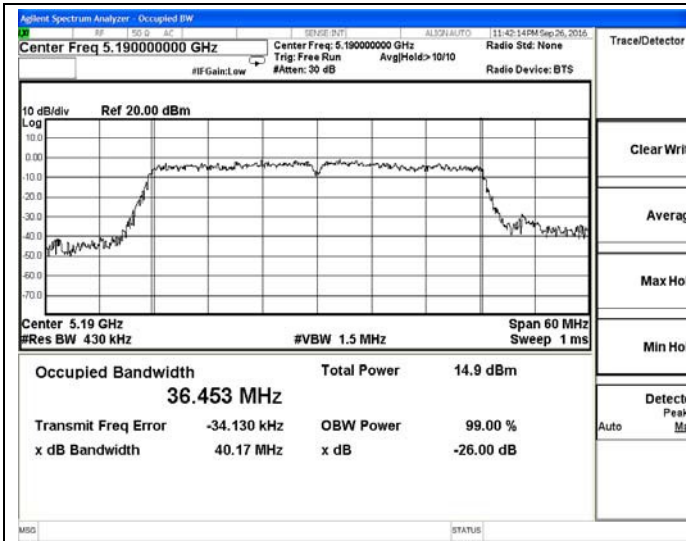 Agilent Spectrum Analyzer - Occupied BW
RF 50 Ω AC SENSE:INT ALIGN AUTO 11:42:14 PM Sep 26, 2016
Center Freq 5.190000000 GHz Center Freq: 5.190000000 GHz Radio Std: None Trace/Detector
Trig: Free Run Avg|Hold>10/10
#IFGain:Low #Atten: 30 dB Radio Device: BTS
10 dB/div Ref 20.00 dBm
Log
10.0
0.00
-10.0
-20.0
-30.0
-40.0
-50.0
-60.0
-70.0
Clear Writ
Averag
Max Hol
Min Hol
Center 5.19 GHz Span 60 MHz
#Res BW 430 kHz #VBW 1.5 MHz Sweep 1 ms
Occupied Bandwidth Total Power 14.9 dBm
36.453 MHz
Detecto
Peak
Auto Ma
Transmit Freq Error -34.130 kHz OBW Power 99.00 %
x dB Bandwidth 40.17 MHz x dB -26.00 dB
MSG STATUS